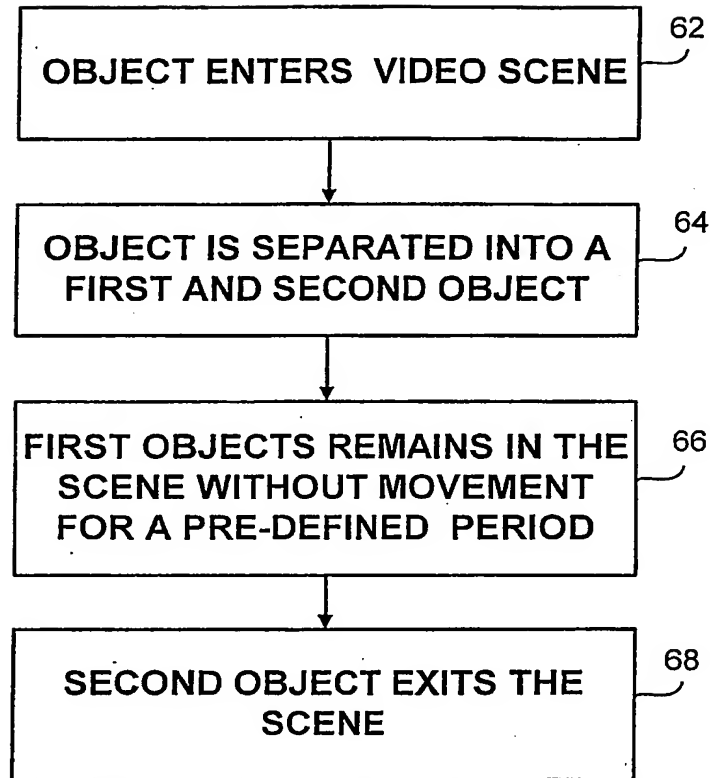 62
OBJECT ENTERS VIDEO SCENE
64
OBJECT IS SEPARATED INTO A
FIRST AND SECOND OBJECT
66
FIRST OBJECTS REMAINS IN THE
SCENE WITHOUT MOVEMENT
FOR A PRE-DEFINED PERIOD
68
SECOND OBJECT EXITS THE
SCENE